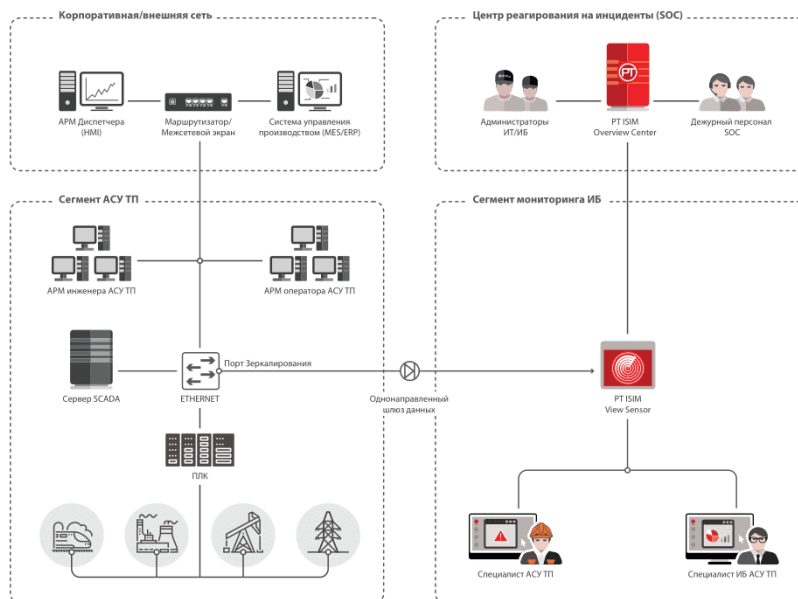 Корпоративная/внешняя сеть
АРМ Диспетчера
(HMI)
Маршрутизатор/
Межсетевой экран
Система управления
производством (MES/ERP)
Центр реагирования на инциденты (SOC)
PT
Администраторы
ИТ/ИБ
PT ISIM
Overview Center
Дежурный персонал
SOC
Сегмент АСУ ТП
АРМ инженера АСУ ТП
АРМ оператора АСУ ТП
Сервер SCADA
ETHERNET
Порт Зеркалирования
Однонаправленный
шлюз данных
ПЛК
Сегмент мониторинга ИБ
PT ISIM
View Sensor
Специалист АСУ ТП
Специалист ИБ АСУ ТП